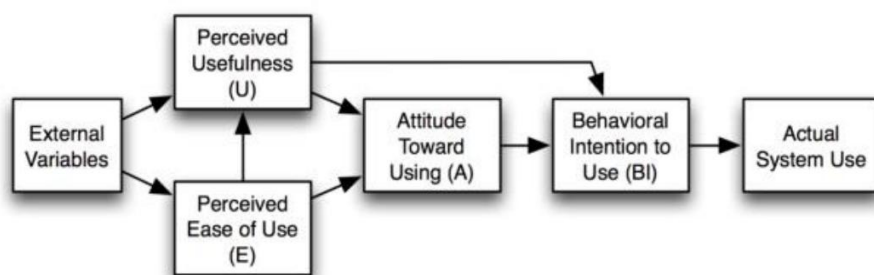 Perceived
Usefulness
(U)
External
Variables
Attitude
Toward
Using (A)
Behavioral
Intention to
Use (BI)
Actual
System Use
Perceived
Ease of Use
(E)